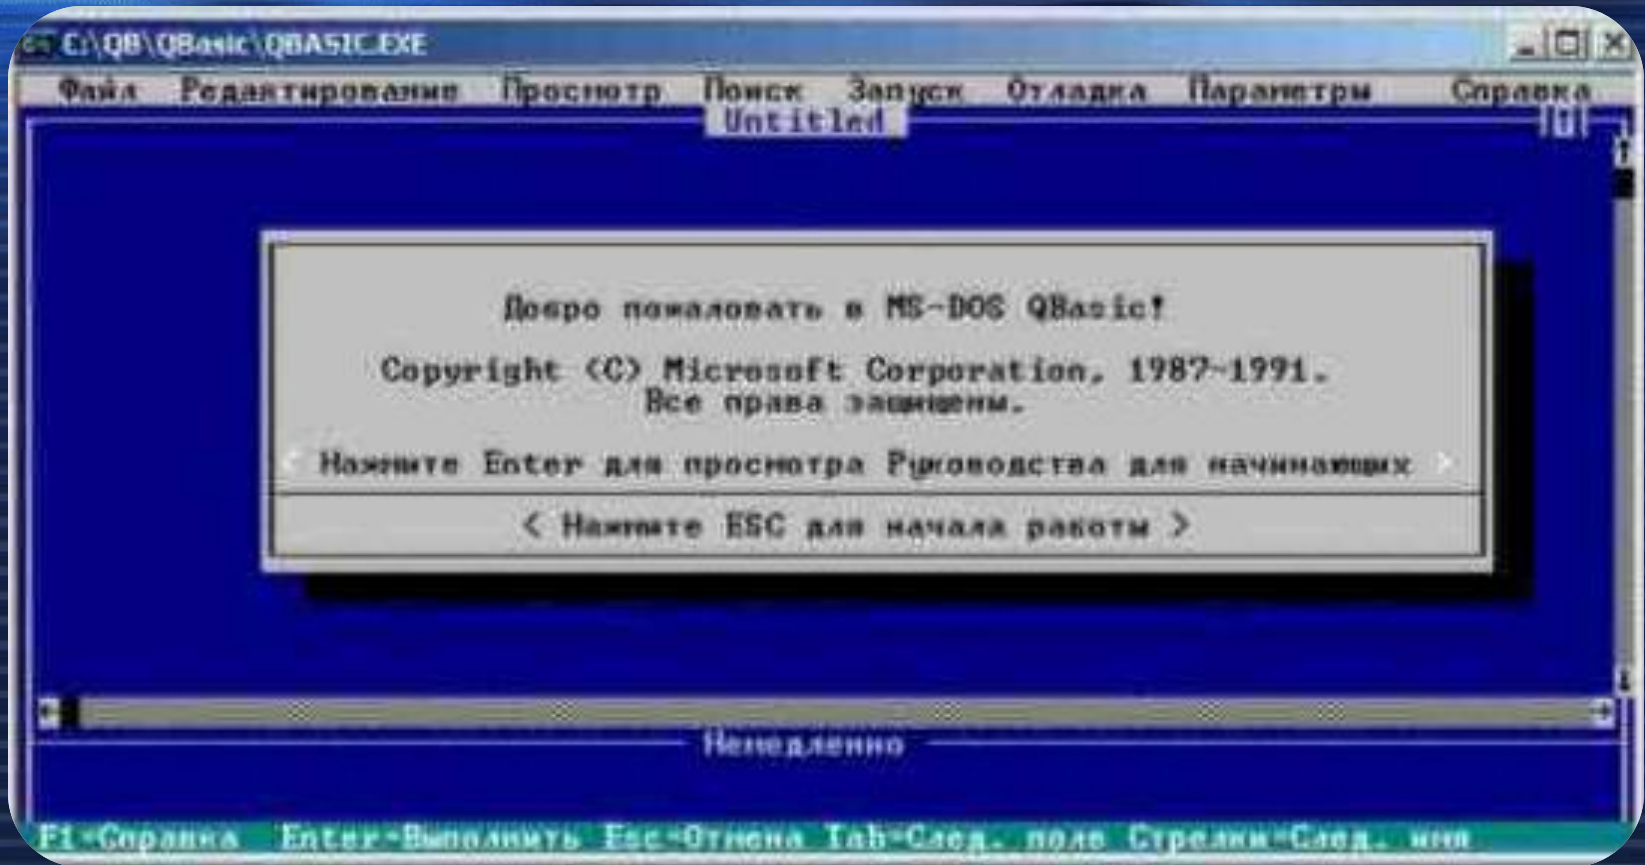 C:\QB\QBasic\QBASIC.EXE
Файл Редактирование Просмотр Поиск Запуск Отладка Параметры Справка
Untitled
Добро пожаловать в MS-DOS QBasic!
Copyright (C) Microsoft Corporation, 1987-1991.
Все права защищены.
< Нажмите Enter для просмотра Руководства для начинающих >
< Нажмите ESC для начала работы >
Немедленно
F1=Справка Enter=Выполнить Esc=Отмена Tab=След. поле Стрелки=След. имя